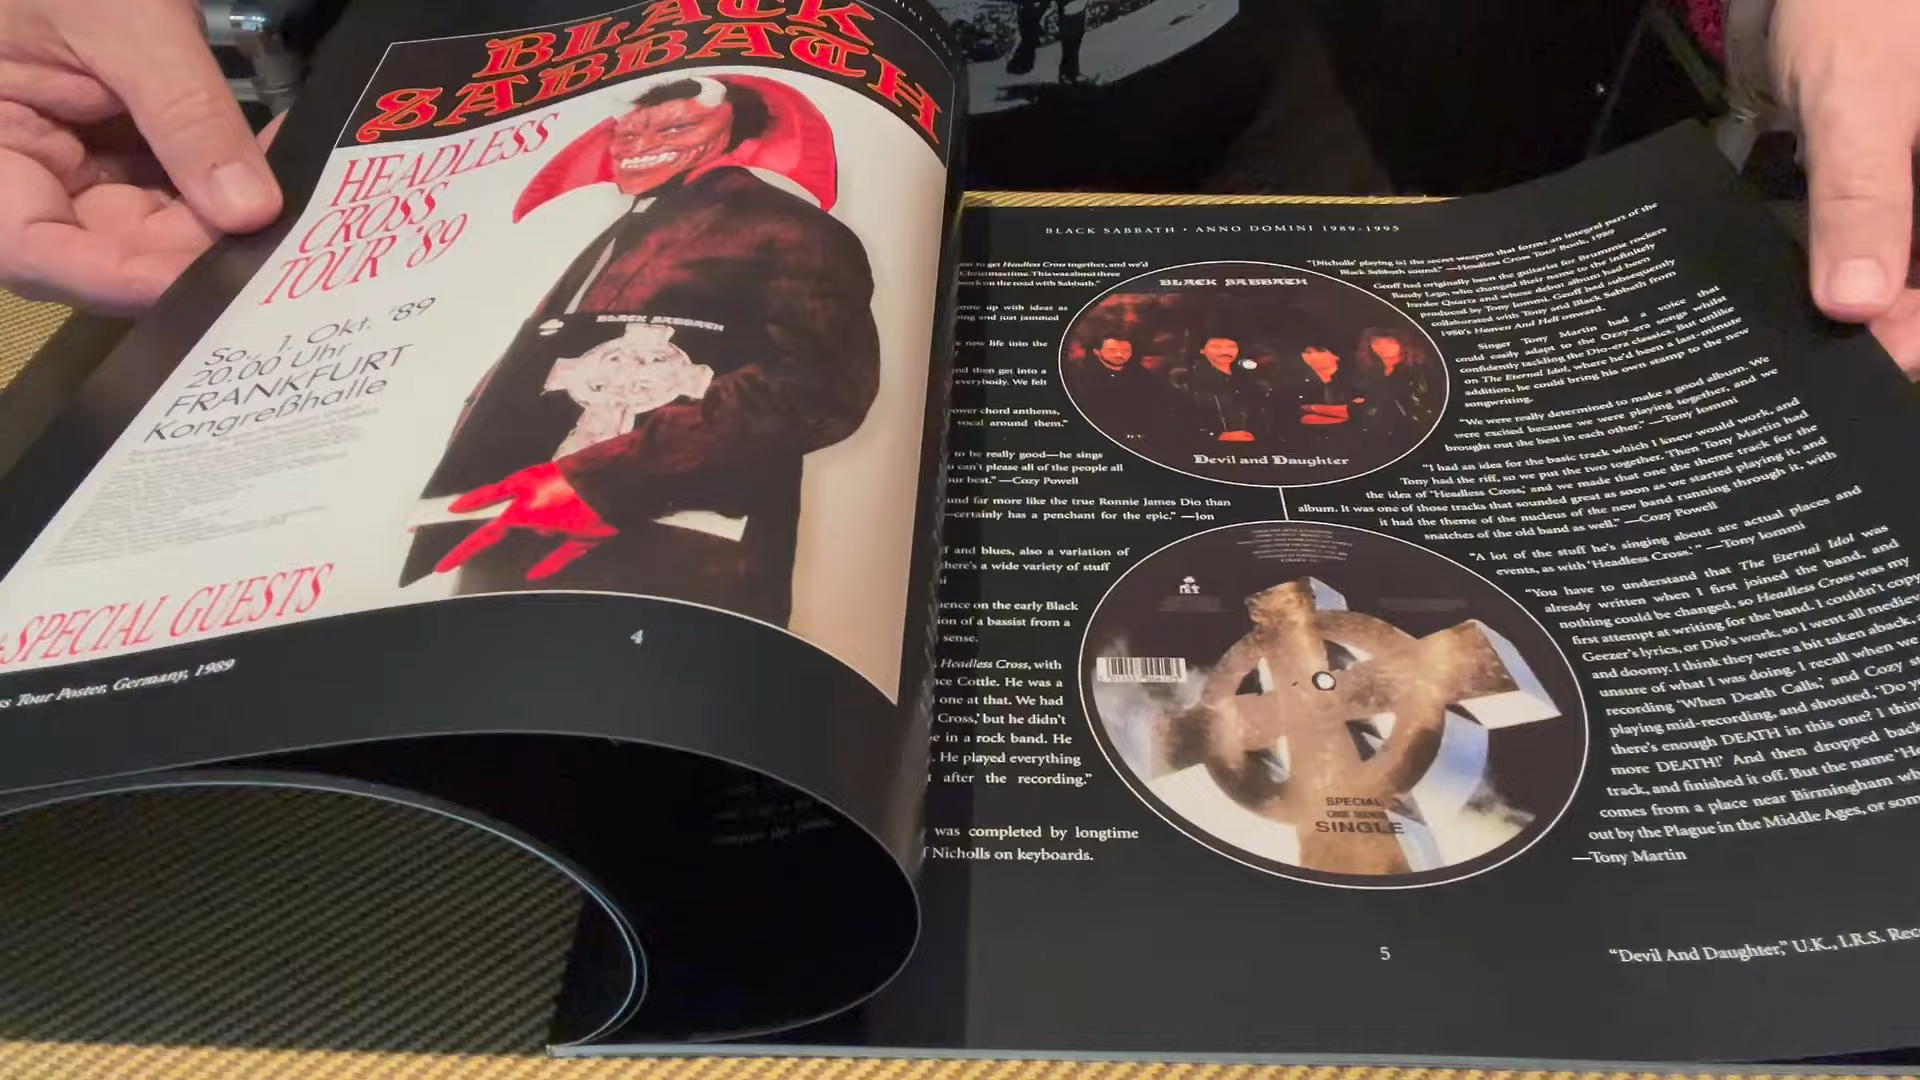 BLACK
SABBATH
HEADLESS
CROSS
TOUR '89
So., 1. Okt. '89
20.00 Uhr
FRANKFURT
Kongreßhalle
BLACK SABBATH
SPECIAL GUESTS
4
Tour Poster, Germany, 1989
BLACK SABBATH • ANNO DOMINI 1989-1995
to get Headless Cross together, and we'd
Christmastime. This was about three
work on the road with Sabbath."
up with ideas as
and just jammed
new life into the
then get into a
everybody. We felt
power chord anthems,
vocal around them."
to be really good—he sings
can't please all of the people all
our best." —Cozy Powell
far more like the true Ronnie James Dio than
—certainly has a penchant for the epic." —Jon
and blues, also a variation of
there's a wide variety of stuff
on the early Black
of a bassist from a
sense.
Headless Cross, with
Cottle. He was a
one at that. We had
Cross,' but he didn't
in a rock band. He
He played everything
after the recording."
was completed by longtime
Nicholls on keyboards.
BLACK SABBATH
Devil and Daughter
SPECIAL
ONE SIDED
SINGLE
"[Nicholls' playing is] the secret weapon that forms an integral part of the
Black Sabbath sound." —Headless Cross Tour Book, 1989
Geoff had originally been the guitarist for Brummie rockers
Bandy Legs, who changed their name to the infinitely
harder Quartz and whose debut album had been
produced by Tony Iommi. Geoff had subsequently
collaborated with Tony and Black Sabbath from
1980's Heaven And Hell onward.
Singer Tony Martin had a voice that
could easily adapt to the Ozzy-era songs whilst
confidently tackling the Dio-era classics. But unlike
on The Eternal Idol, where he'd been a last-minute
addition, he could bring his own stamp to the new
songwriting.
"We were really determined to make a good album. We
were excited because we were playing together, and we
brought out the best in each other." —Tony Iommi
"I had an idea for the basic track which I knew would work, and
Tony had the riff, so we put the two together. Then Tony Martin had
the idea of 'Headless Cross,' and we made that one the theme track for the
album. It was one of those tracks that sounded great as soon as we started playing it, and
it had the theme of the nucleus of the new band running through it, with
snatches of the old band as well." —Cozy Powell
"A lot of the stuff he's singing about are actual places and
events, as with 'Headless Cross.'" —Tony Iommi
"You have to understand that The Eternal Idol was
already written when I first joined the band, and
nothing could be changed, so Headless Cross was my
first attempt at writing for the band. I couldn't copy
Geezer's lyrics, or Dio's work, so I went all
and doomy. I think they were a bit taken aback,
unsure of what I was doing. I recall when we
recording 'When Death Calls,' and Cozy
playing mid-recording, and shouted, 'Do
there's enough DEATH in this one? I
more DEATH!' And then dropped back
track, and finished it off. But the name
comes from a place near Birmingham
out by the Plague in the Middle Ages, or
—Tony Martin
5
"Devil And Daughter," U.K., I.R.S.